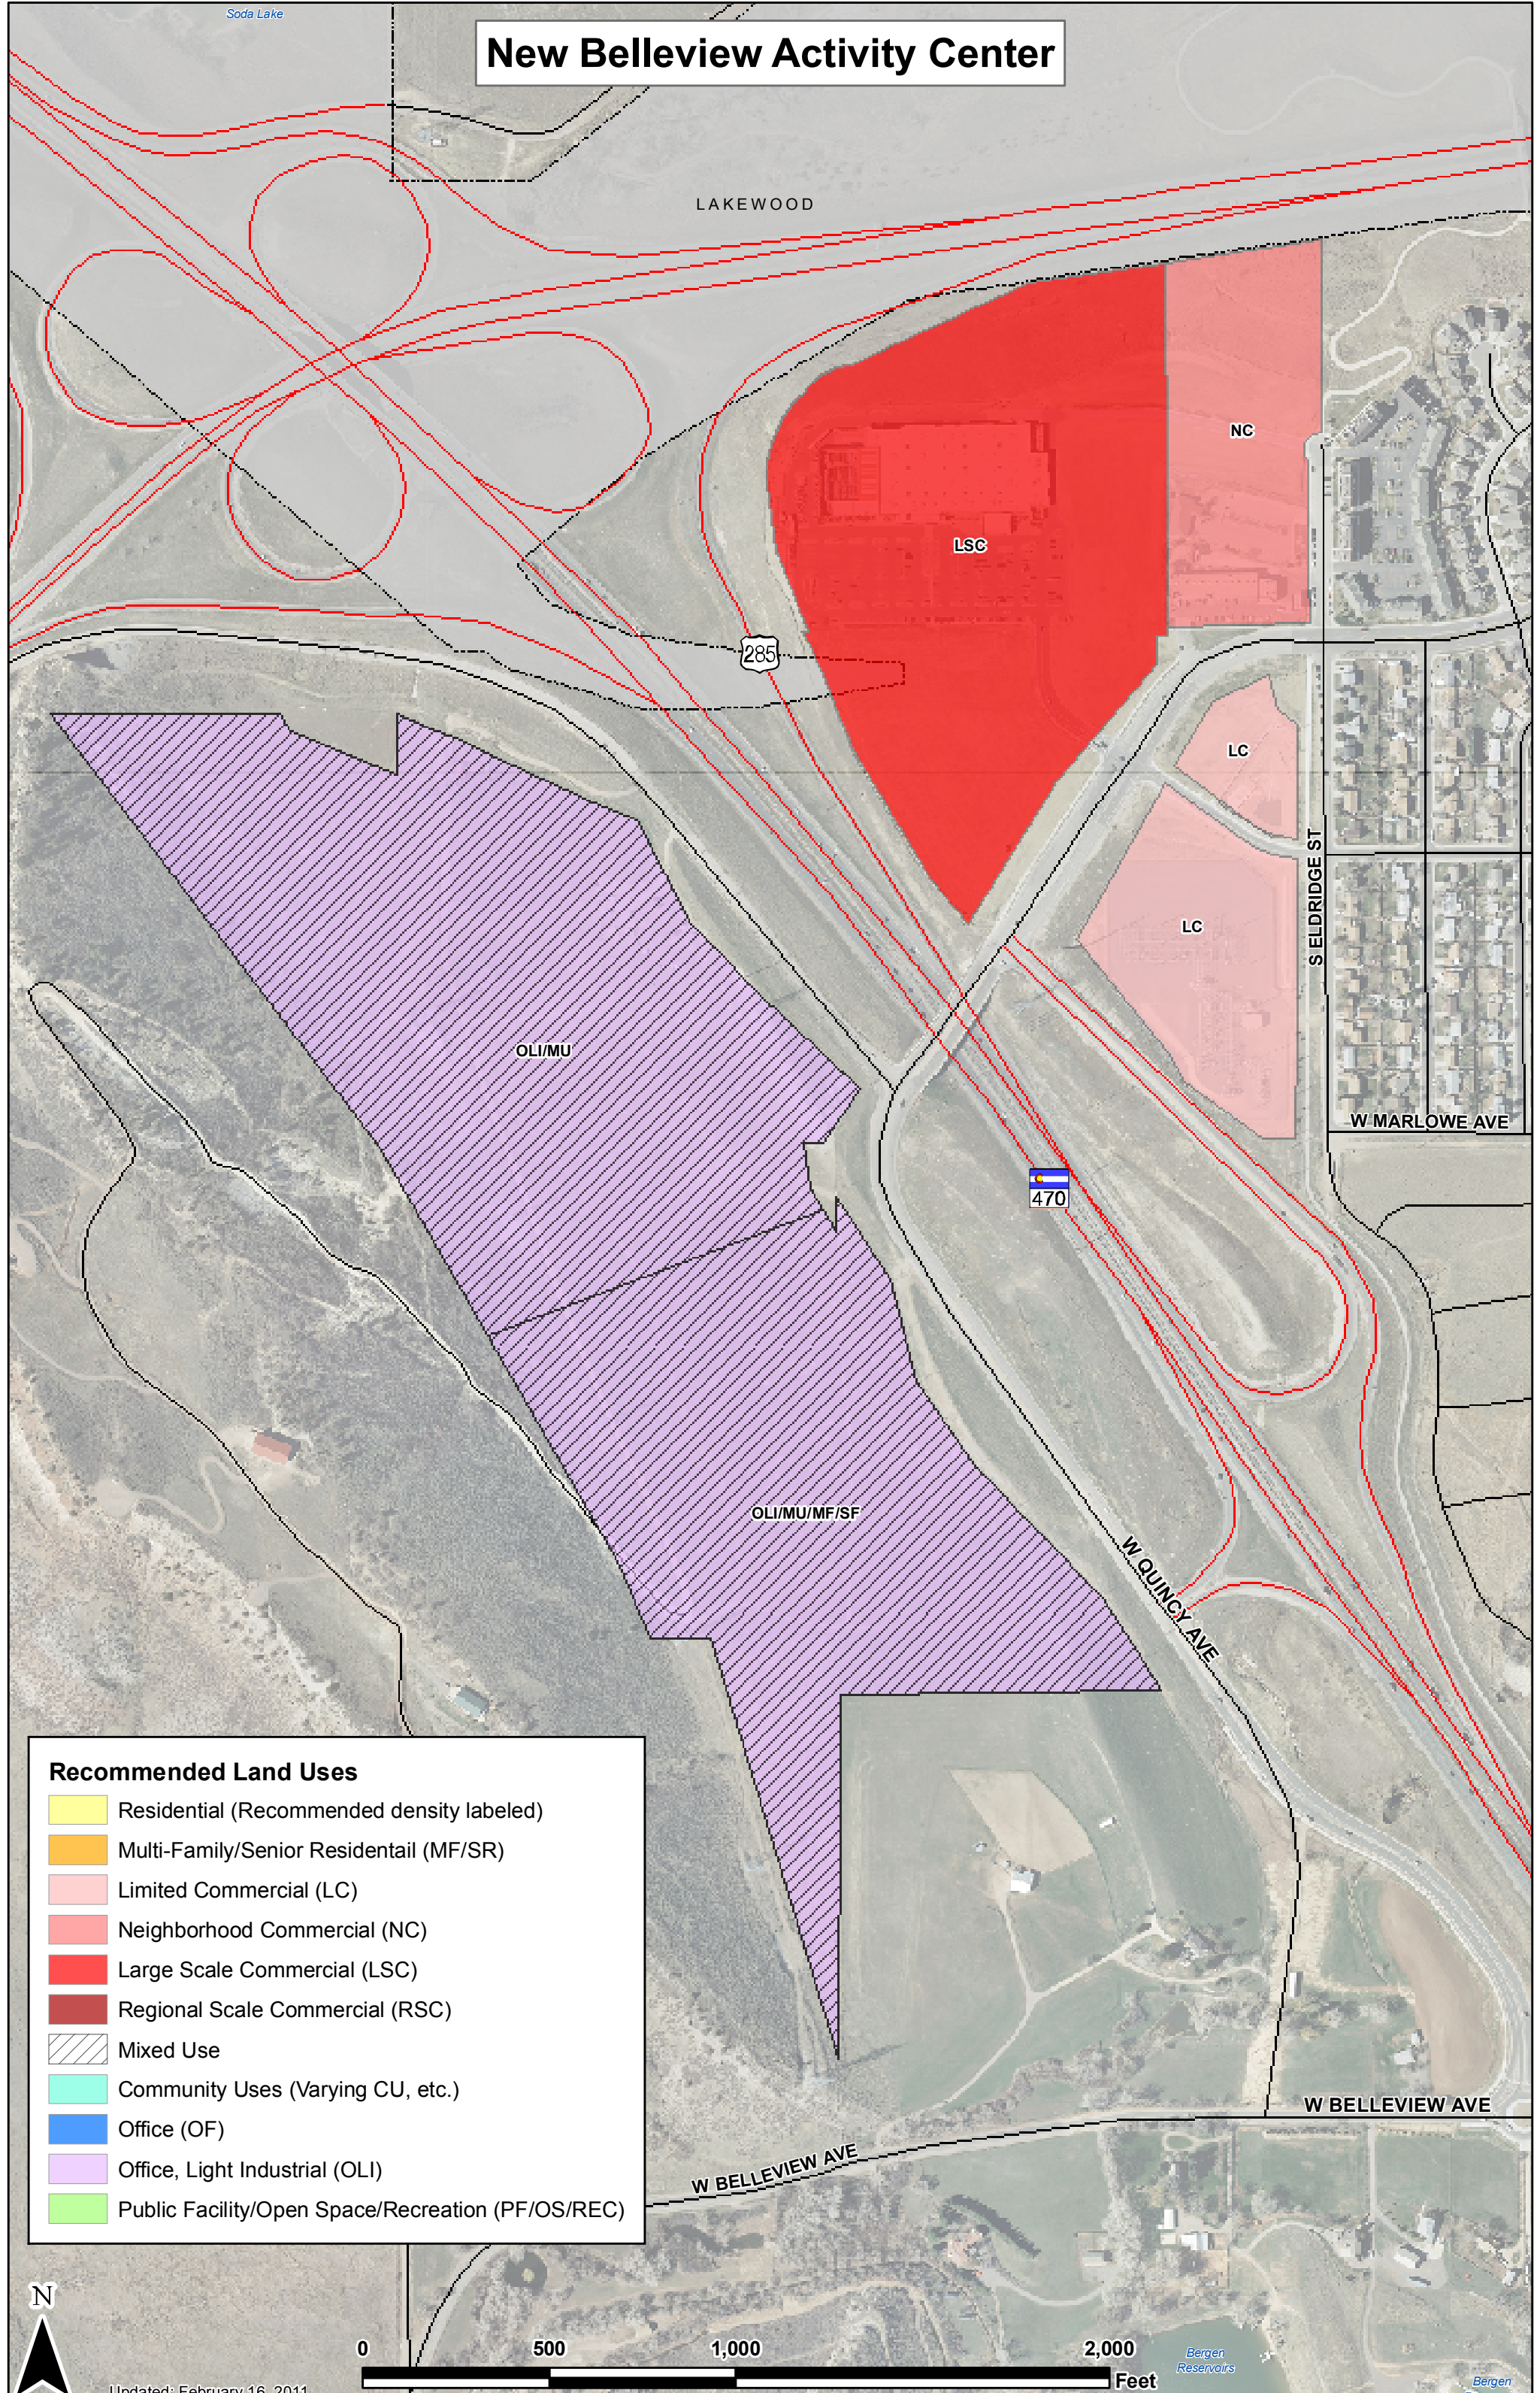 Soda Lake
New Belleview Activity Center
LAKEWOOD
NC
LSC
285
LC
LC
S ELDRIDGE ST
OLI/MU
W MARLOWE AVE
470
OLI/MU/MF/SF
W QUINCY AVE
Recommended Land Uses
Residential (Recommended density labeled)
Multi-Family/Senior Residentail (MF/SR)
Limited Commercial (LC)
Neighborhood Commercial (NC)
Large Scale Commercial (LSC)
Regional Scale Commercial (RSC)
Mixed Use
Community Uses (Varying CU, etc.)
Office (OF)
Office, Light Industrial (OLI)
Public Facility/Open Space/Recreation (PF/OS/REC)
W BELLEVIEW AVE
W BELLEVIEW AVE
N
0 500 1,000 2,000
Feet
Bergen
Reservoirs
Bergen
Updated: February 16, 2011